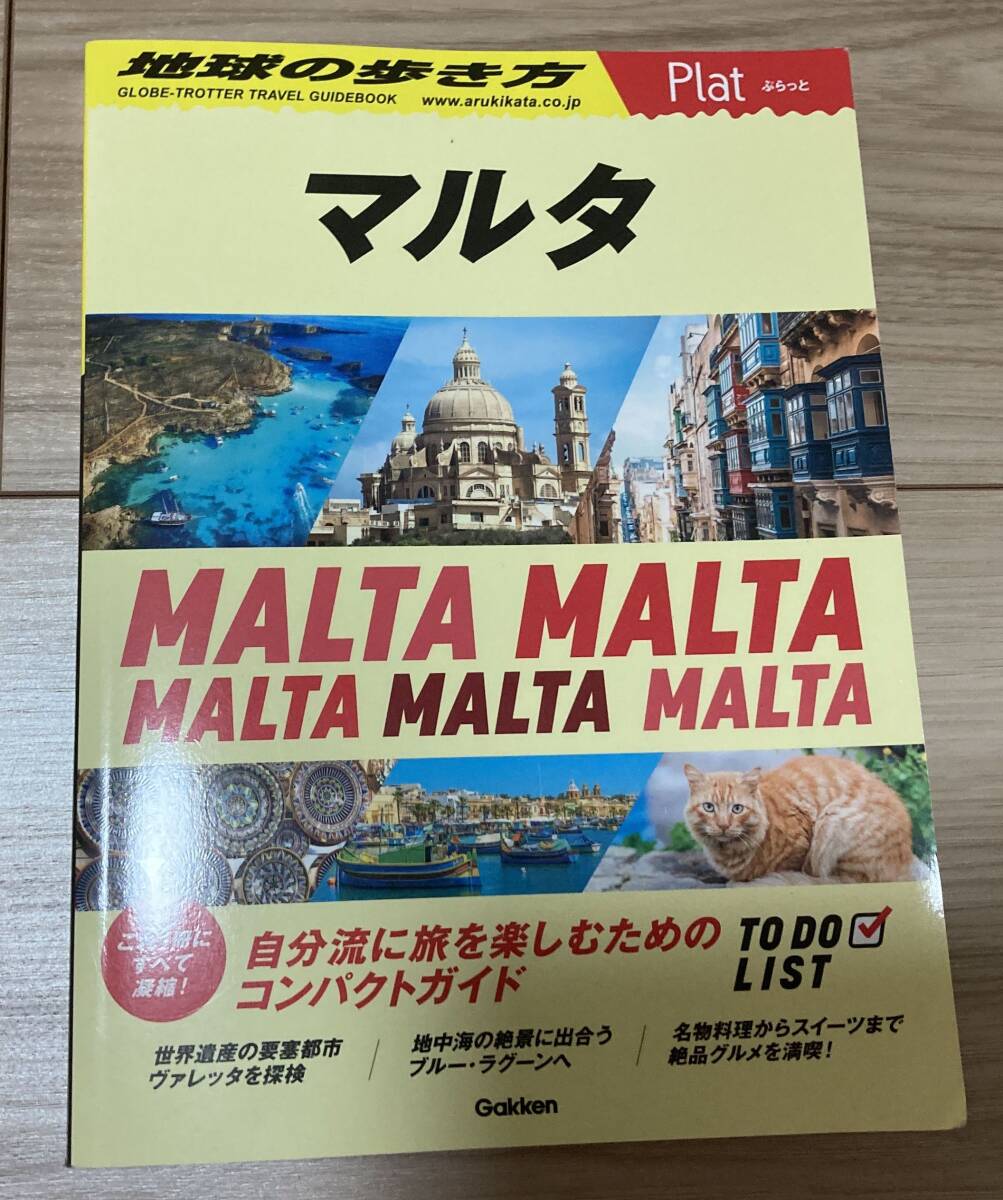 地球の歩き方
GLOBE-TROTTER TRAVEL GUIDEBOOK www.arukikata.co.jp
Plat ぷらっと
マルタ
MALTA MALTA
MALTA MALTA MALTA
すべて
凝縮！
自分流に旅を楽しむための
コンパクトガイド
TO DO
LIST
世界遺産の要塞都市
ヴァレッタを探検
地中海の絶景に出合う
ブルー・ラグーンへ
名物料理からスイーツまで
絶品グルメを満喫！
Gakken